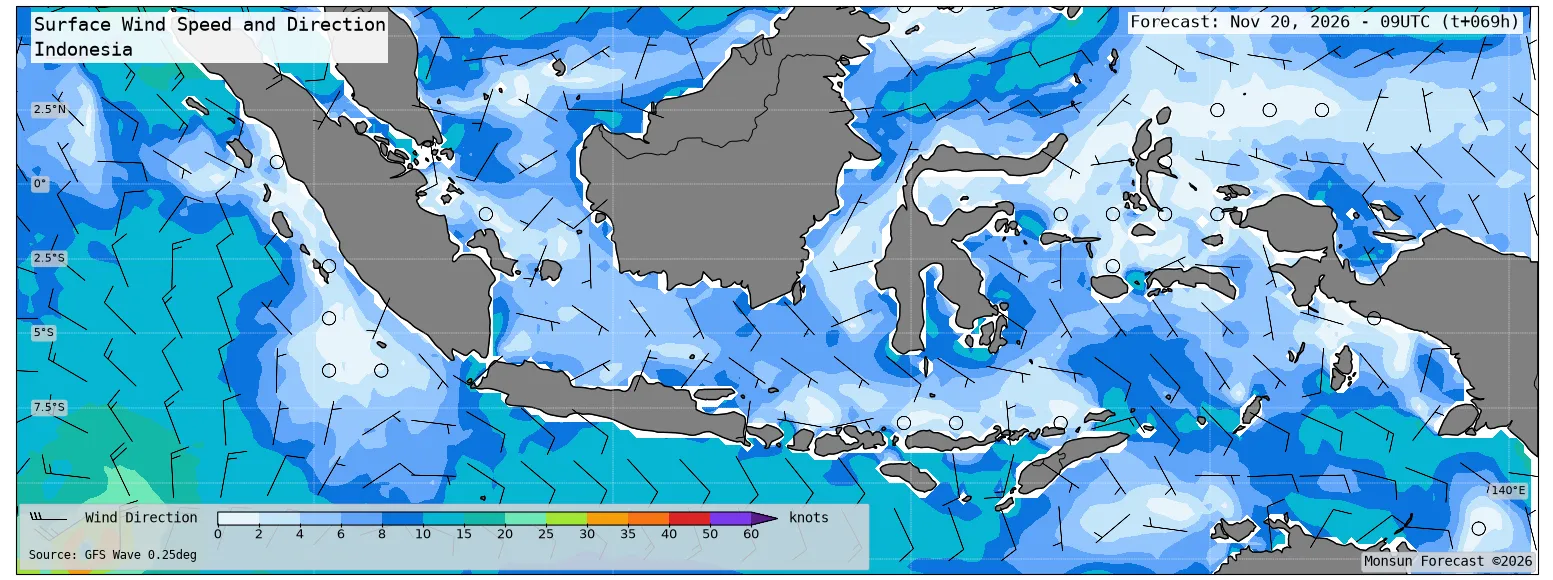 Surface Wind Speed and Direction
Indonesia
Forecast: Nov 20, 2026 - 09UTC (t+069h)
2.5°N
0°
2.5°S
5°S
7.5°S
140°E
Wind Direction
0 2 4 6 8 10 15 20 25 30 35 40 50 60 knots
Source: GFS Wave 0.25deg
Monsun Forecast ©2026